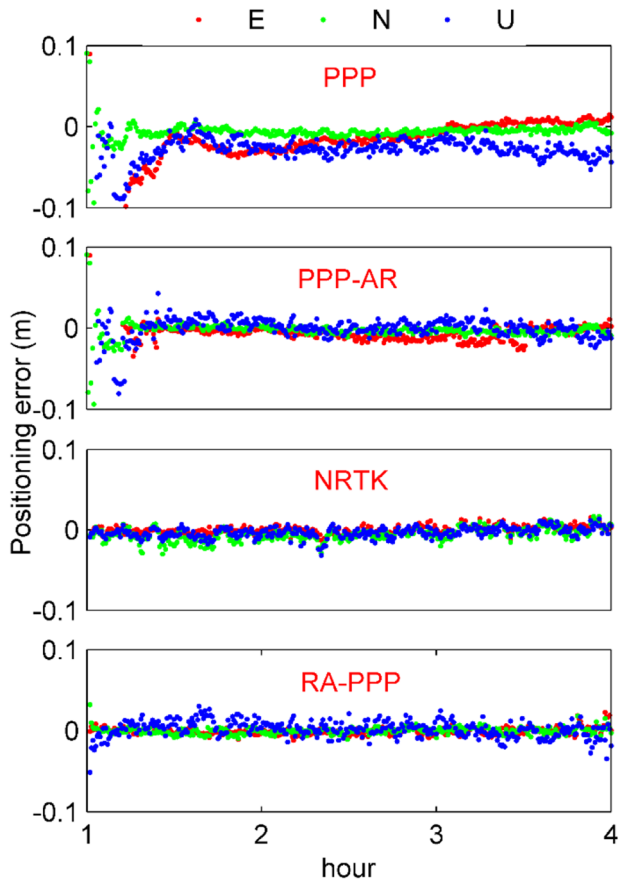 E N U
0.1
PPP
0
-0.1
0.1
PPP-AR
0
-0.1
Positioning error (m)
0.1
NRTK
0
-0.1
0.1
RA-PPP
0
-0.1
1 2 3 4
hour